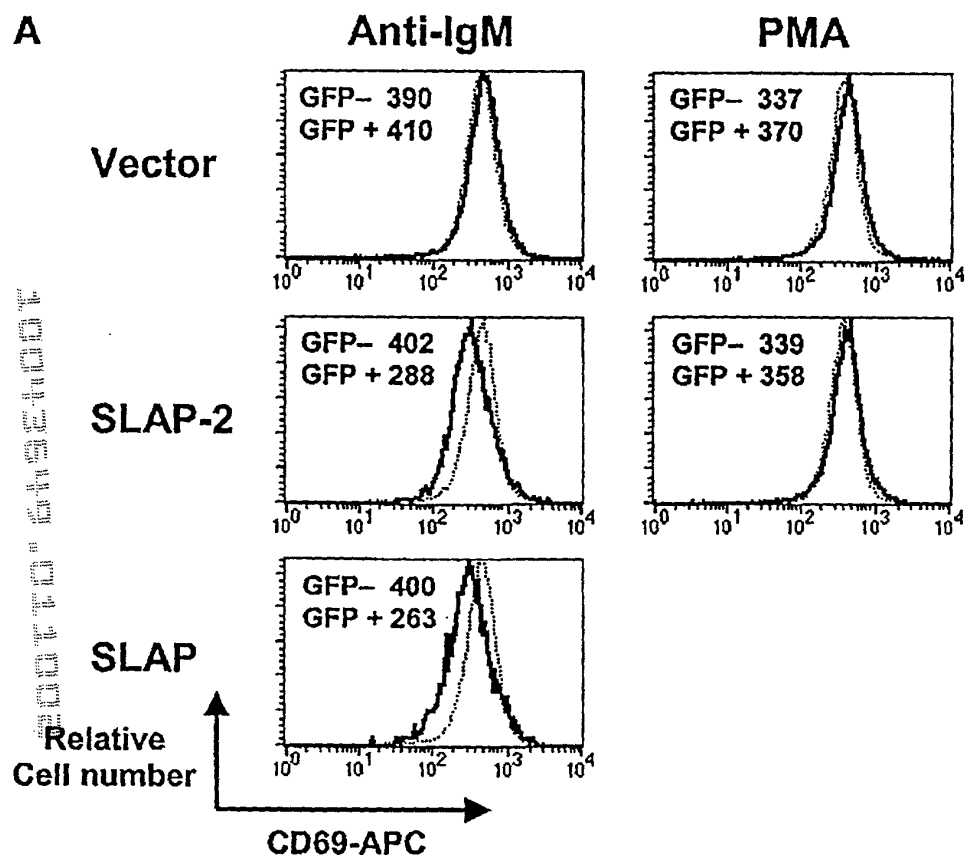 A
Anti-IgM
PMA
Vector
GFP– 390
GFP + 410
10⁰ 10¹ 10² 10³ 10⁴
GFP– 337
GFP + 370
10⁰ 10¹ 10² 10³ 10⁴
SLAP-2
GFP– 402
GFP + 288
10⁰ 10¹ 10² 10³ 10⁴
GFP– 339
GFP + 358
10⁰ 10¹ 10² 10³ 10⁴
SLAP
GFP– 400
GFP + 263
10⁰ 10¹ 10² 10³ 10⁴
Relative
Cell number
CD69-APC
10043649.011002